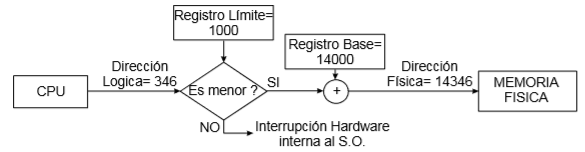 Registro Límite=
1000
Registro Base=
14000
Dirección
Logica= 346
Dirección
Física= 14346
CPU
Es menor ?
SI
+
MEMORIA
FISICA
NO
Interrupción Hardware
interna al S.O.